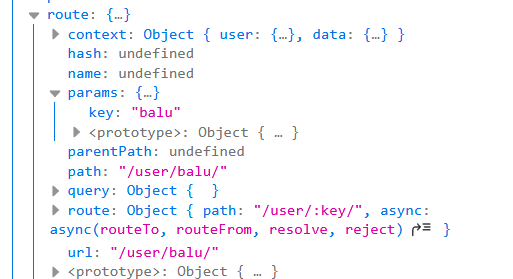 route: {…}
context: Object { user: {…}, data: {…} }
hash: undefined
name: undefined
params: {…}
key: "balu"
<prototype>: Object { … }
parentPath: undefined
path: "/user/balu/"
query: Object {  }
route: Object { path: "/user/:key/", async:
async(routeTo, routeFrom, resolve, reject) }
url: "/user/balu/"
<prototype>: Object { … }